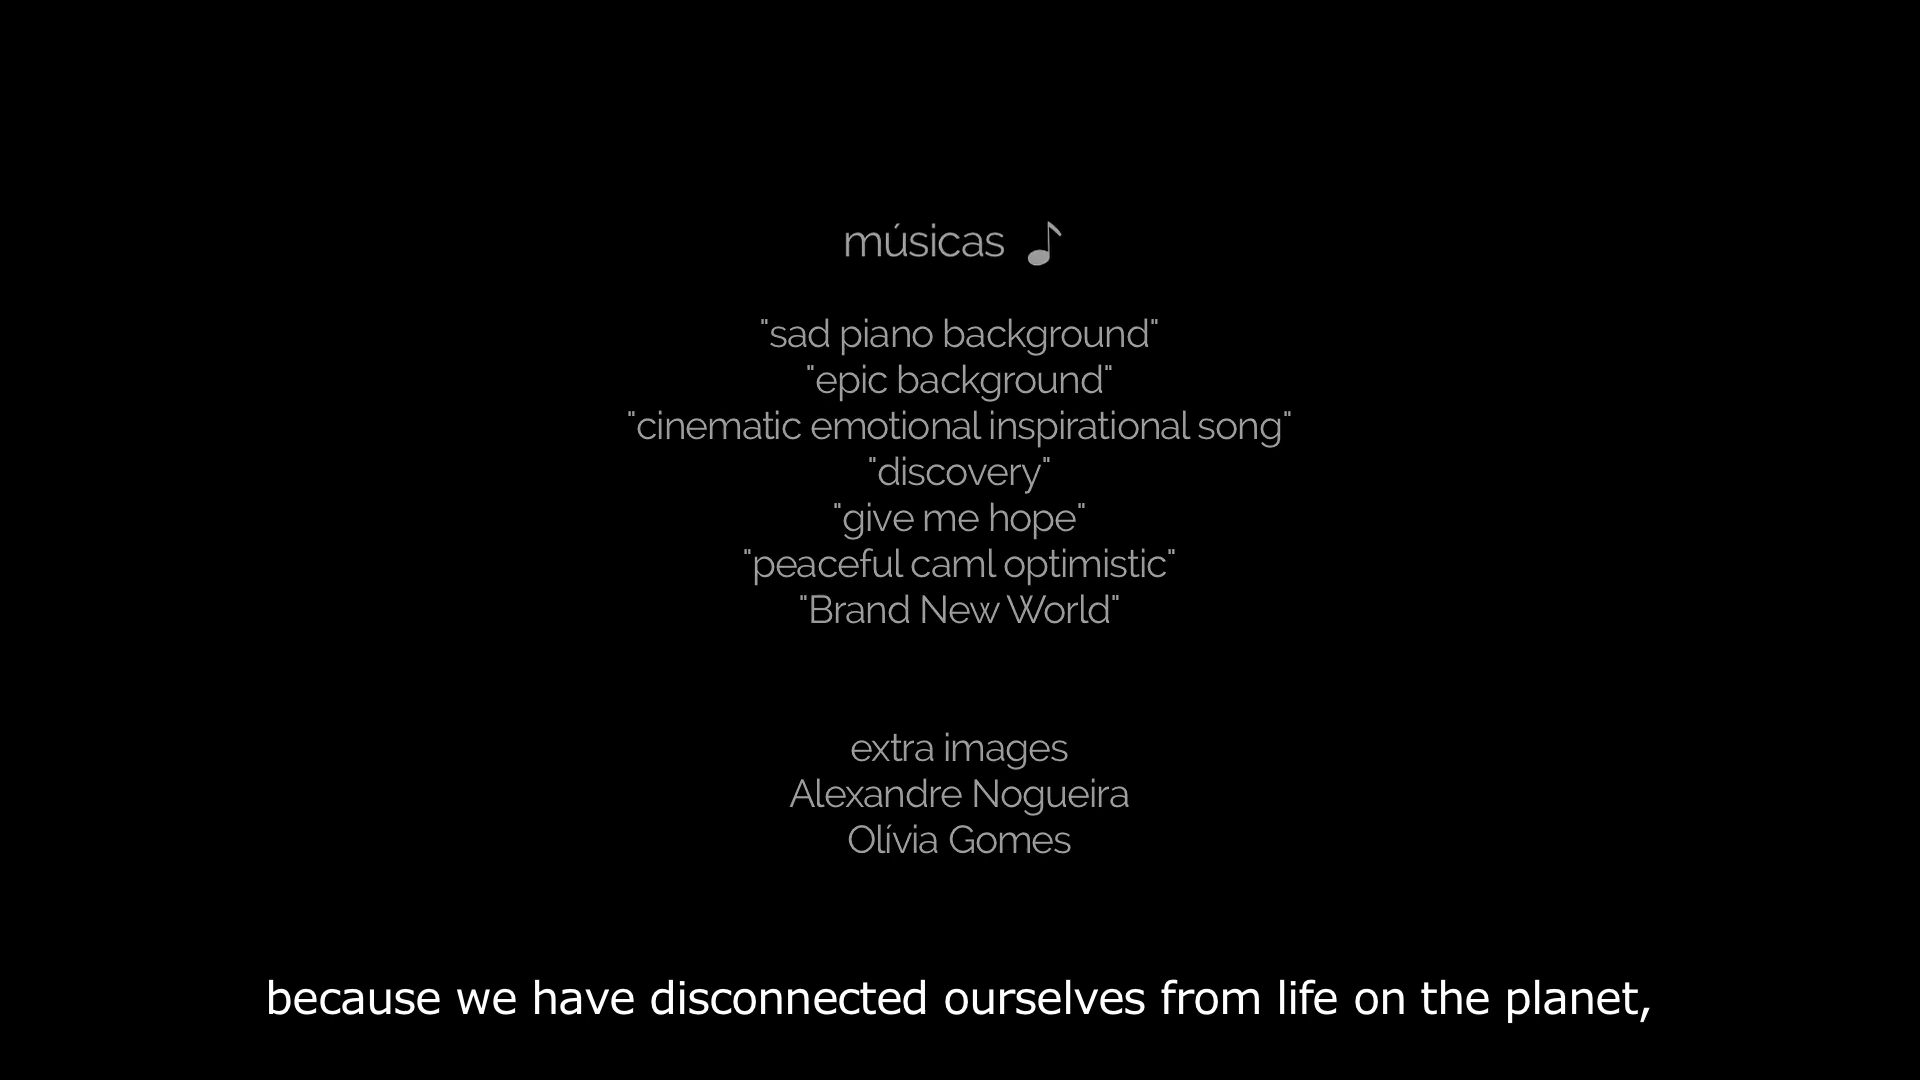 músicas
"sad piano background"
"epic background"
"cinematic emotional inspirational song"
"discovery"
"give me hope"
"peaceful caml optimistic"
"Brand New World"
extra images
Alexandre Nogueira
Olívia Gomes
because we have disconnected ourselves from life on the planet,